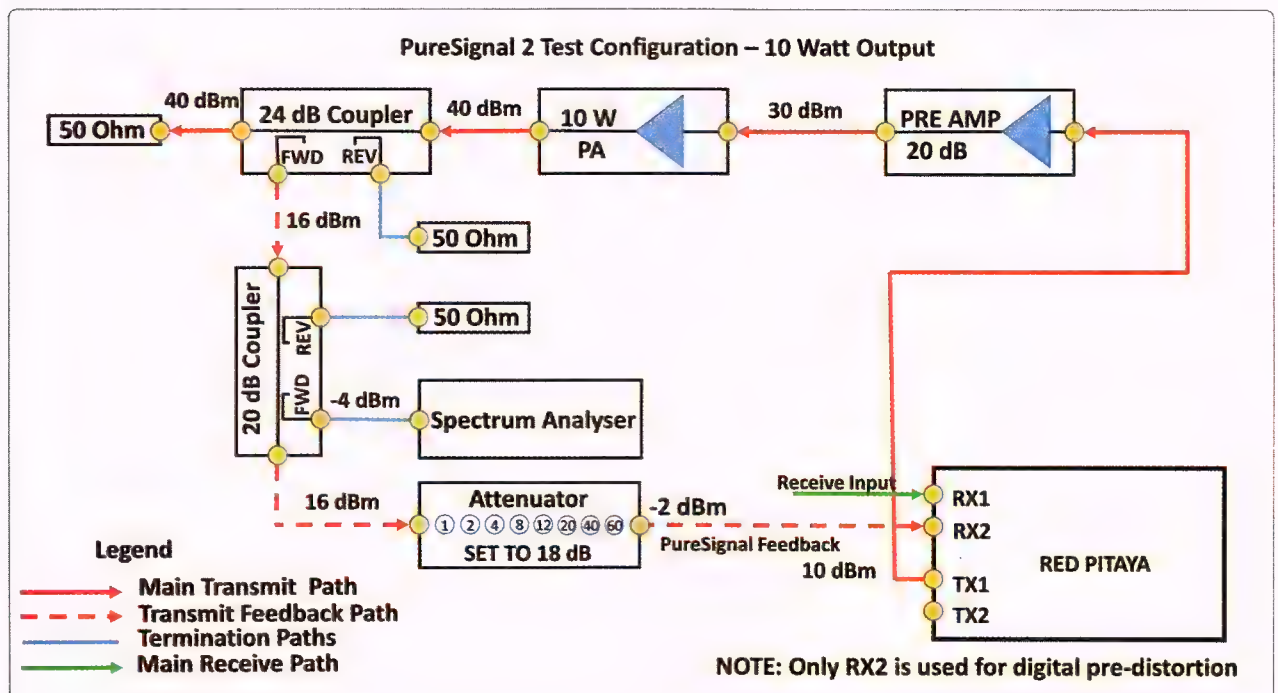 PureSignal 2 Test Configuration – 10 Watt Output
40 dBm
24 dB Coupler
40 dBm
10 W
PA
30 dBm
PRE AMP
20 dB
50 Ohm
FWD
REV
16 dBm
50 Ohm
20 dB Coupler
REV
50 Ohm
FWD
-4 dBm
Spectrum Analyser
16 dBm
Attenuator
1 2 4 8 12 20 40 60
SET TO 18 dB
-2 dBm
PureSignal Feedback
10 dBm
Receive Input
RX1
RX2
TX1
TX2
RED PITAYA
Legend
Main Transmit Path
Transmit Feedback Path
Termination Paths
Main Receive Path
NOTE: Only RX2 is used for digital pre-distortion